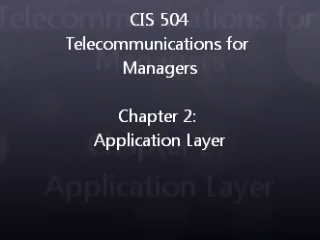 CIS 504
Telecommunications for
Managers
Chapter 2:
Application Layer